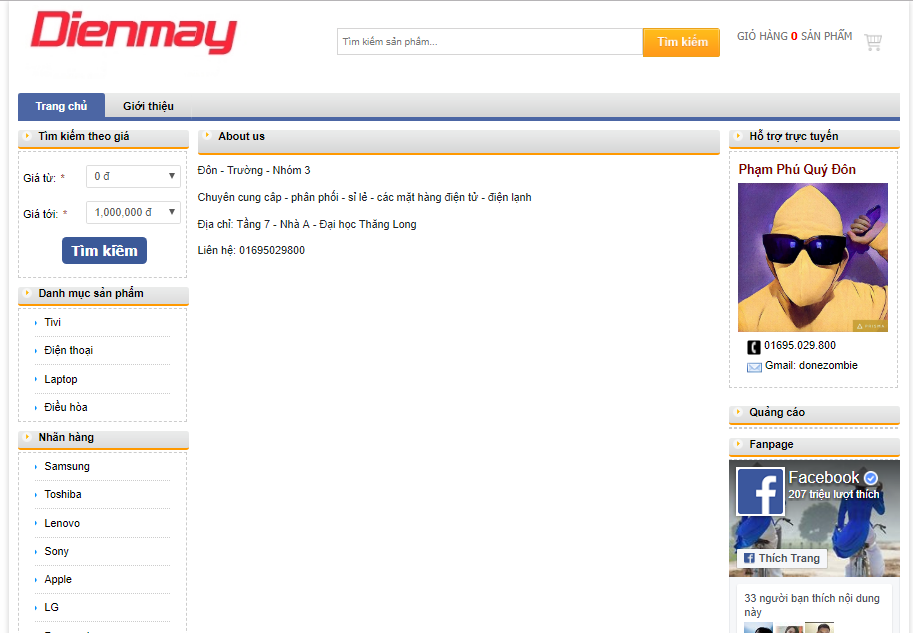 Dienmay
Tìm kiếm sản phẩm...
Tìm kiếm
GIỎ HÀNG 0 SẢN PHẨM
Trang chủ
Giới thiệu
Tìm kiếm theo giá
Giá từ: *
0 đ
Giá tới: *
1,000,000 đ
Tìm kiếm
Danh mục sản phẩm
Tivi
Điện thoại
Laptop
Điều hòa
Nhãn hàng
Samsung
Toshiba
Lenovo
Sony
Apple
LG
About us
Đôn - Trường - Nhóm 3
Chuyên cung cấp - phân phối - sỉ lẻ - các mặt hàng điện tử - điện lạnh
Địa chỉ: Tầng 7 - Nhà A - Đại học Thăng Long
Liên hệ: 01695029800
Hỗ trợ trực tuyến
Phạm Phú Quý Đôn
01695.029.800
Gmail: donezombie
Quảng cáo
Fanpage
Facebook
207 triệu lượt thích
Thích Trang
33 người bạn thích nội dung
này